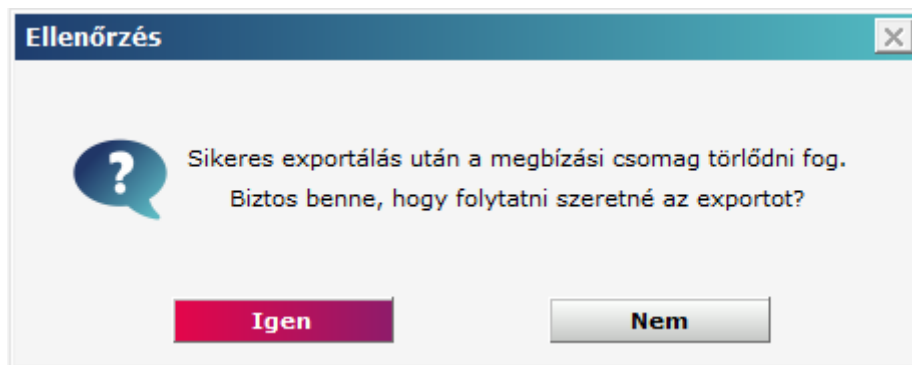 Ellenőrzés
Sikeres exportálás után a megbízási csomag törlődni fog.
Biztos benne, hogy folytatni szeretné az exportot?
Igen
Nem